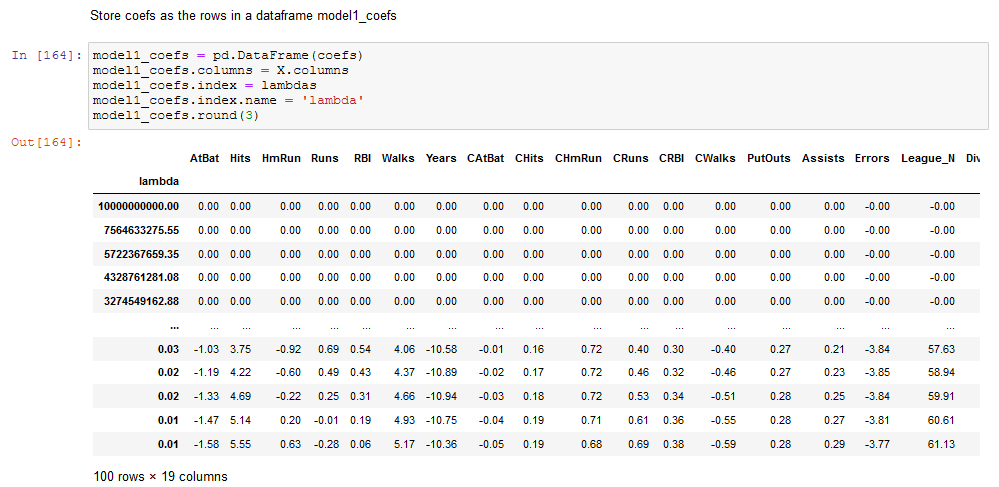 Store coefs as the rows in a dataframe model1_coefs
In [164]: model1_coefs = pd.DataFrame(coefs)
model1_coefs.columns = X.columns
model1_coefs.index = lambdas
model1_coefs.index.name = 'lambda'
model1_coefs.round(3)
Out[164]:
AtBat Hits HmRun Runs RBI Walks Years CAtBat CHits CHmRun CRuns CRBI CWalks PutOuts Assists Errors League_N Div
lambda
10000000000.00 0.00 0.00 0.00 0.00 0.00 0.00 0.00 0.00 0.00 0.00 0.00 0.00 0.00 0.00 0.00 -0.00 -0.00
7564633275.55 0.00 0.00 0.00 0.00 0.00 0.00 0.00 0.00 0.00 0.00 0.00 0.00 0.00 0.00 0.00 -0.00 -0.00
5722367659.35 0.00 0.00 0.00 0.00 0.00 0.00 0.00 0.00 0.00 0.00 0.00 0.00 0.00 0.00 0.00 -0.00 -0.00
4328761281.08 0.00 0.00 0.00 0.00 0.00 0.00 0.00 0.00 0.00 0.00 0.00 0.00 0.00 0.00 0.00 -0.00 -0.00
3274549162.88 0.00 0.00 0.00 0.00 0.00 0.00 0.00 0.00 0.00 0.00 0.00 0.00 0.00 0.00 0.00 -0.00 -0.00
... ... ... ... ... ... ... ... ... ... ... ... ... ... ... ... ... ...
0.03 -1.03 3.75 -0.92 0.69 0.54 4.06 -10.58 -0.01 0.16 0.72 0.40 0.30 -0.40 0.27 0.21 -3.84 57.63
0.02 -1.19 4.22 -0.60 0.49 0.43 4.37 -10.89 -0.02 0.17 0.72 0.46 0.32 -0.46 0.27 0.23 -3.85 58.94
0.02 -1.33 4.69 -0.22 0.25 0.31 4.66 -10.94 -0.03 0.18 0.72 0.53 0.34 -0.51 0.28 0.25 -3.84 59.91
0.01 -1.47 5.14 0.20 -0.01 0.19 4.93 -10.75 -0.04 0.19 0.71 0.61 0.36 -0.55 0.28 0.27 -3.81 60.61
0.01 -1.58 5.55 0.63 -0.28 0.06 5.17 -10.36 -0.05 0.19 0.68 0.69 0.38 -0.59 0.28 0.29 -3.77 61.13
100 rows × 19 columns